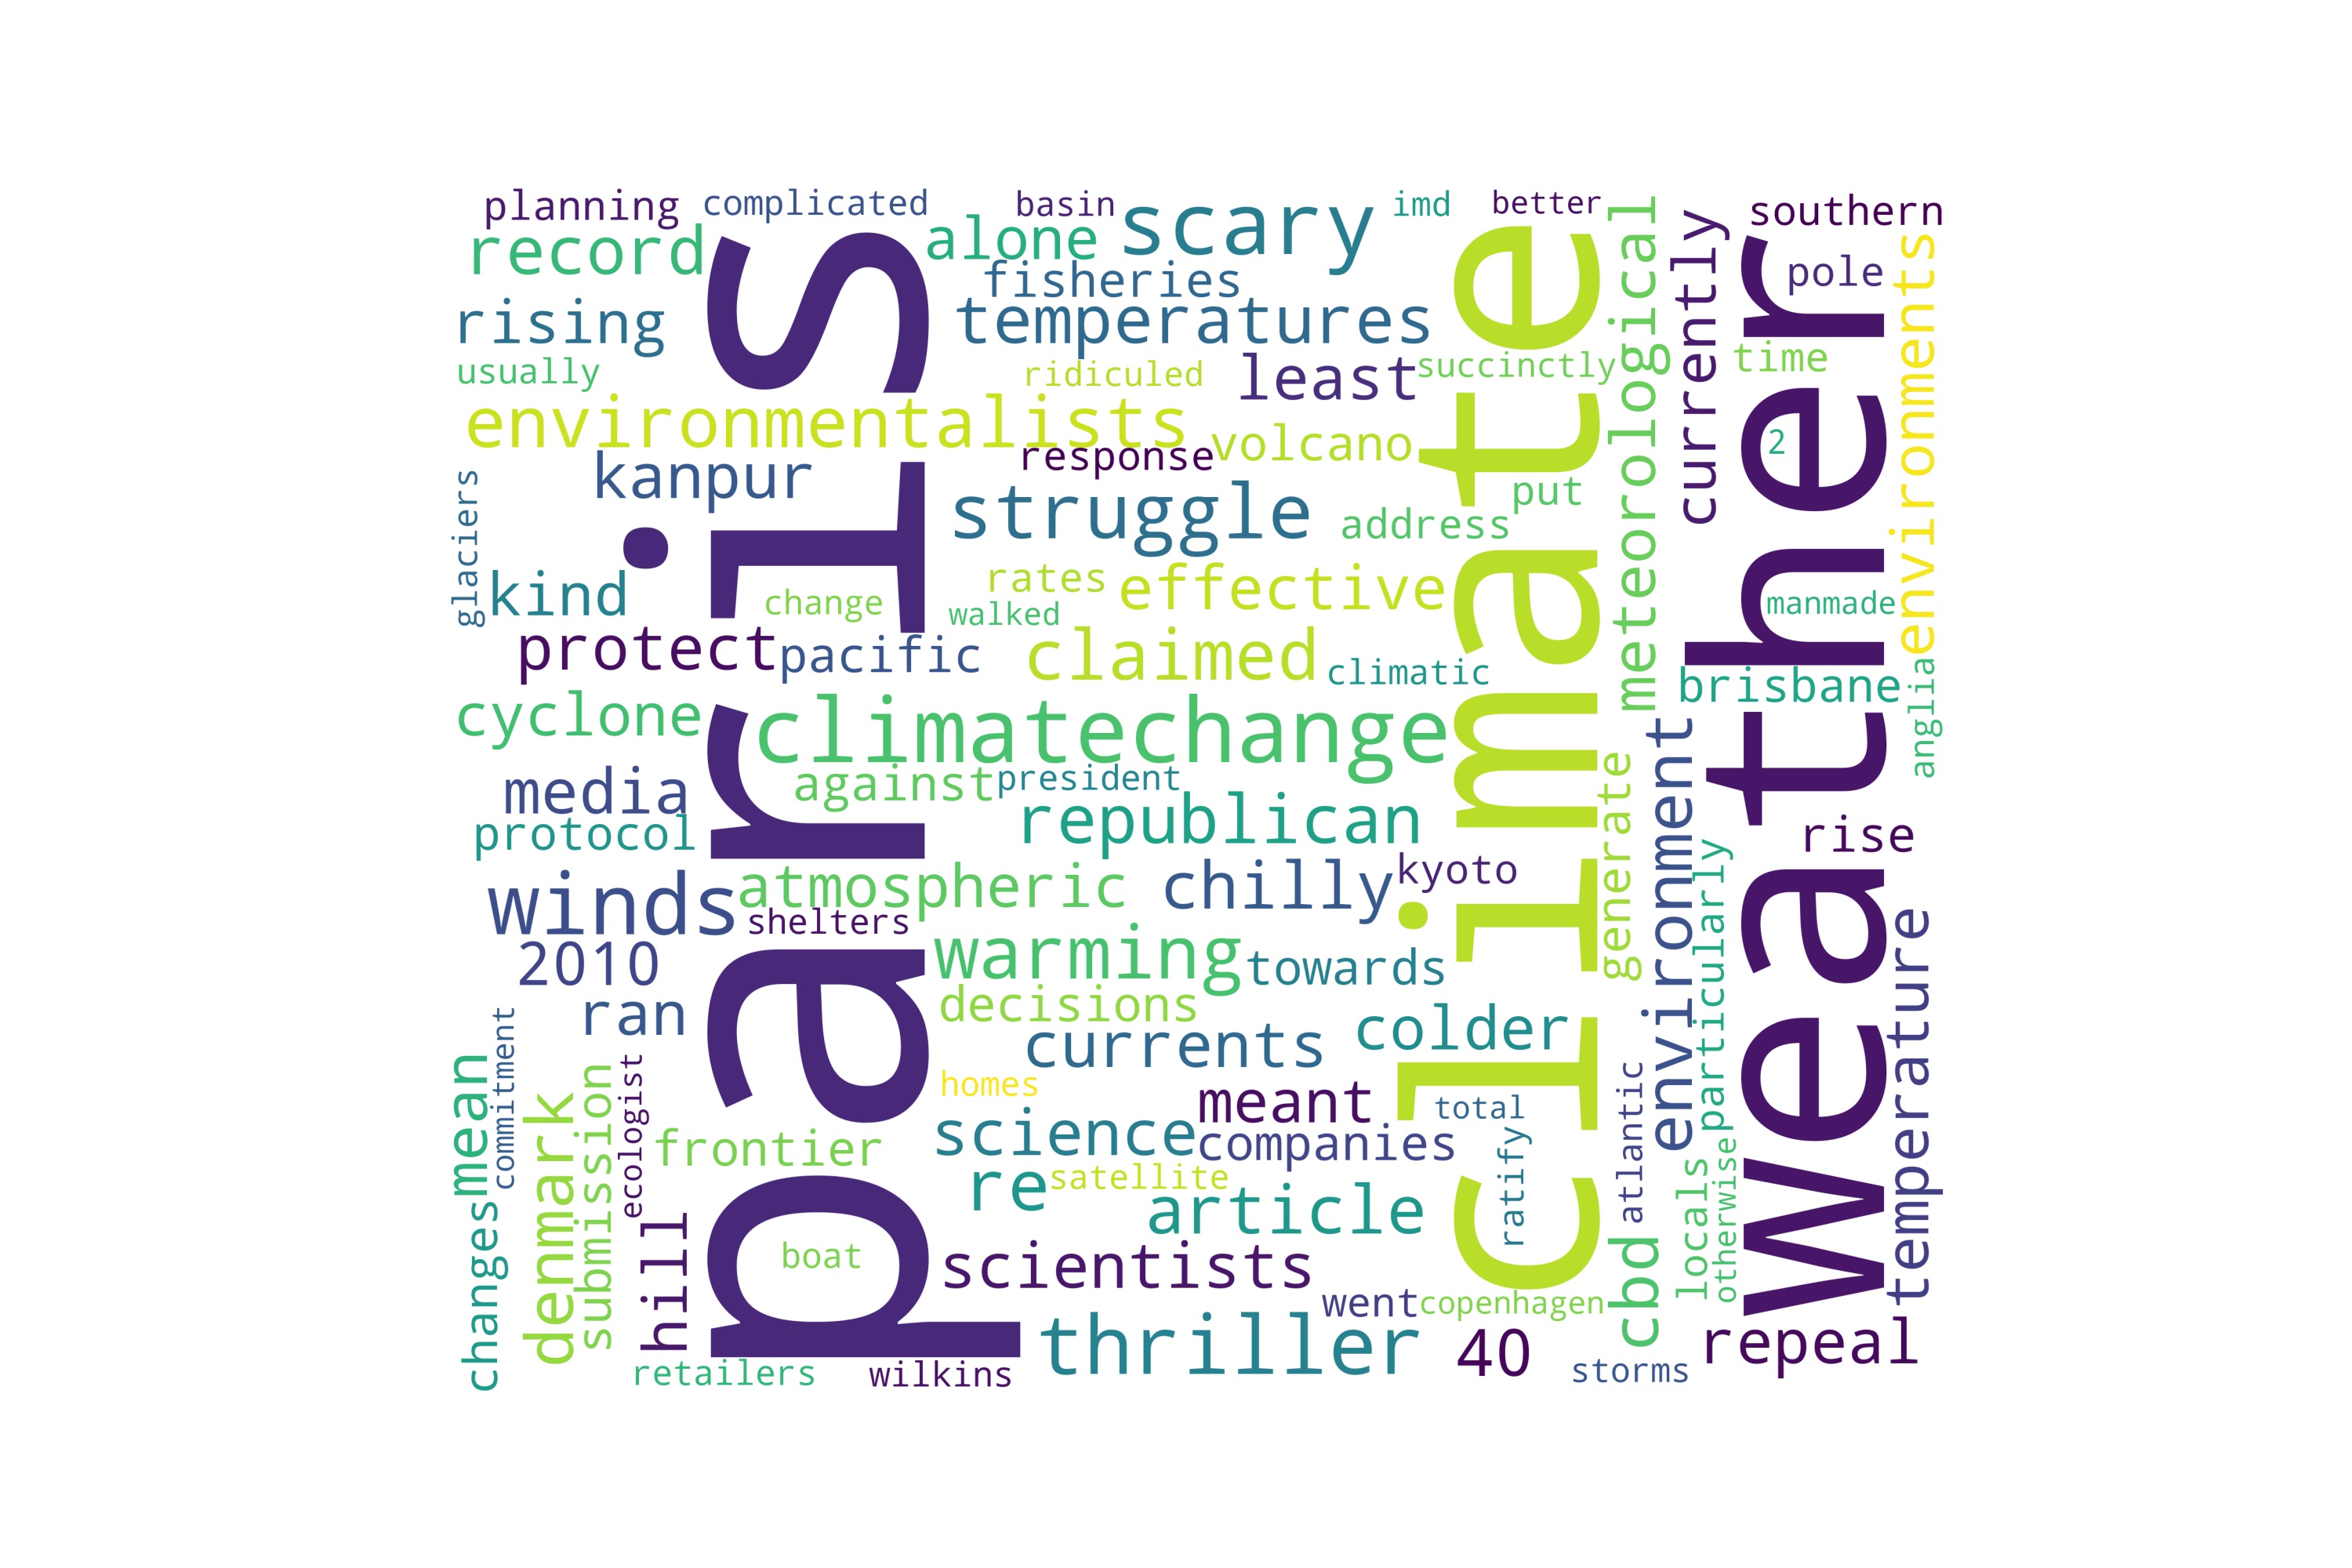 planning
complicated
basin
scary
imd
better
southern
record
alone
fisheries
pole
rising
temperatures
time
usually
ridiculed
least
succinctly
environmentalists
response
volcano
2
kanpur
struggle
put
address
glaciers
kind
change
rates
effective
walked
manmade
protect
pacific
claimed
climatic
brisbane
cyclone
climatechange
media
against
president
protocol
republican
rise
winds
atmospheric
chilly
kyoto
shelters
2010
warming
towards
ran
decisions
currents
colder
homes
meant
total
science
companies
frontier
re
satellite
article
boat
scientists
went
copenhagen
thriller
40
repeal
retailers
wilkins
storms
paris
climate
weather
meteorological
currently
environments
anglia
generate
environment
particularly
temperature
mean
commitment
changes
denmark
submission
ecologist
hill
ratify
atlantic
cbd
locals
otherwise